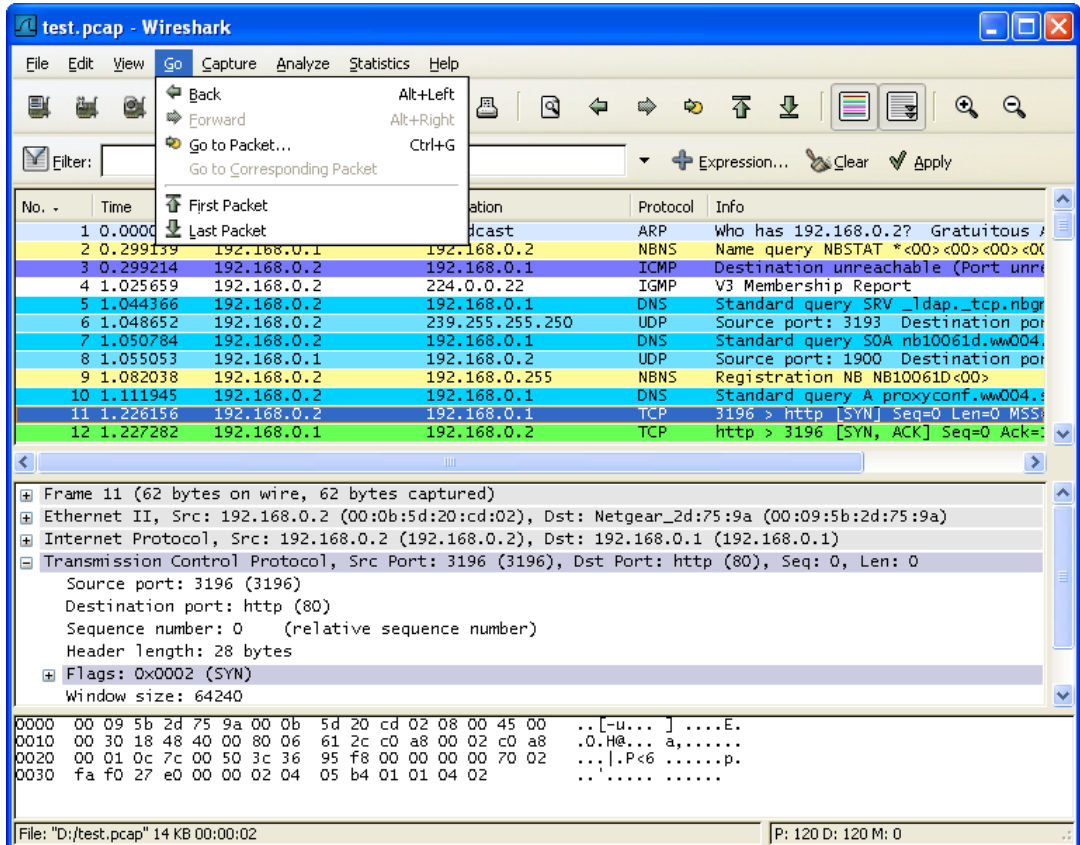 test.pcap - Wireshark
File Edit View Go Capture Analyze Statistics Help
Back Alt+Left
Forward Alt+Right
Go to Packet... Ctrl+G
Go to Corresponding Packet
First Packet
Last Packet
Filter: Expression... Clear Apply
No. Time Protocol Info
1 ARP Who has 192.168.0.2? Gratuitous
2 0.299139 192.168.0.1 192.168.0.2 NBNS Name query NBSTAT *<00><00><00><00
3 0.299214 192.168.0.2 192.168.0.1 ICMP Destination unreachable (Port unre
4 1.025659 192.168.0.2 224.0.0.22 IGMP V3 Membership Report
5 1.044366 192.168.0.2 192.168.0.1 DNS Standard query SRV _ldap._tcp.nbgr
6 1.048652 192.168.0.2 239.255.255.250 UDP Source port: 3193 Destination por
7 1.050784 192.168.0.2 192.168.0.1 DNS Standard query SOA nb10061d.ww004.
8 1.055053 192.168.0.1 192.168.0.2 UDP Source port: 1900 Destination por
9 1.082038 192.168.0.2 192.168.0.255 NBNS Registration NB NB10061D<00>
10 1.111945 192.168.0.2 192.168.0.1 DNS Standard query A proxyconf.ww004.s
11 1.226156 192.168.0.2 192.168.0.1 TCP 3196 > http [SYN] Seq=0 Len=0 MSS=
12 1.227282 192.168.0.1 192.168.0.2 TCP http > 3196 [SYN, ACK] Seq=0 Ack=1
Frame 11 (62 bytes on wire, 62 bytes captured)
Ethernet II, Src: 192.168.0.2 (00:0b:5d:20:cd:02), Dst: Netgear_2d:75:9a (00:09:5b:2d:75:9a)
Internet Protocol, Src: 192.168.0.2 (192.168.0.2), Dst: 192.168.0.1 (192.168.0.1)
Transmission Control Protocol, Src Port: 3196 (3196), Dst Port: http (80), Seq: 0, Len: 0
Source port: 3196 (3196)
Destination port: http (80)
Sequence number: 0 (relative sequence number)
Header length: 28 bytes
Flags: 0x0002 (SYN)
Window size: 64240
0000 00 09 5b 2d 75 9a 00 0b 5d 20 cd 02 08 00 45 00 ..[-u... ] ....E.
0010 00 30 18 48 40 00 80 06 61 2c c0 a8 00 02 c0 a8 .0.H@... a,......
0020 00 01 0c 7c 00 50 3c 36 95 f8 00 00 00 00 70 02 ...|.P<6 ......p.
0030 fa f0 27 e0 00 00 02 04 05 b4 01 01 04 02 ..'..... ......
File: "D:/test.pcap" 14 KB 00:00:02 P: 120 D: 120 M: 0